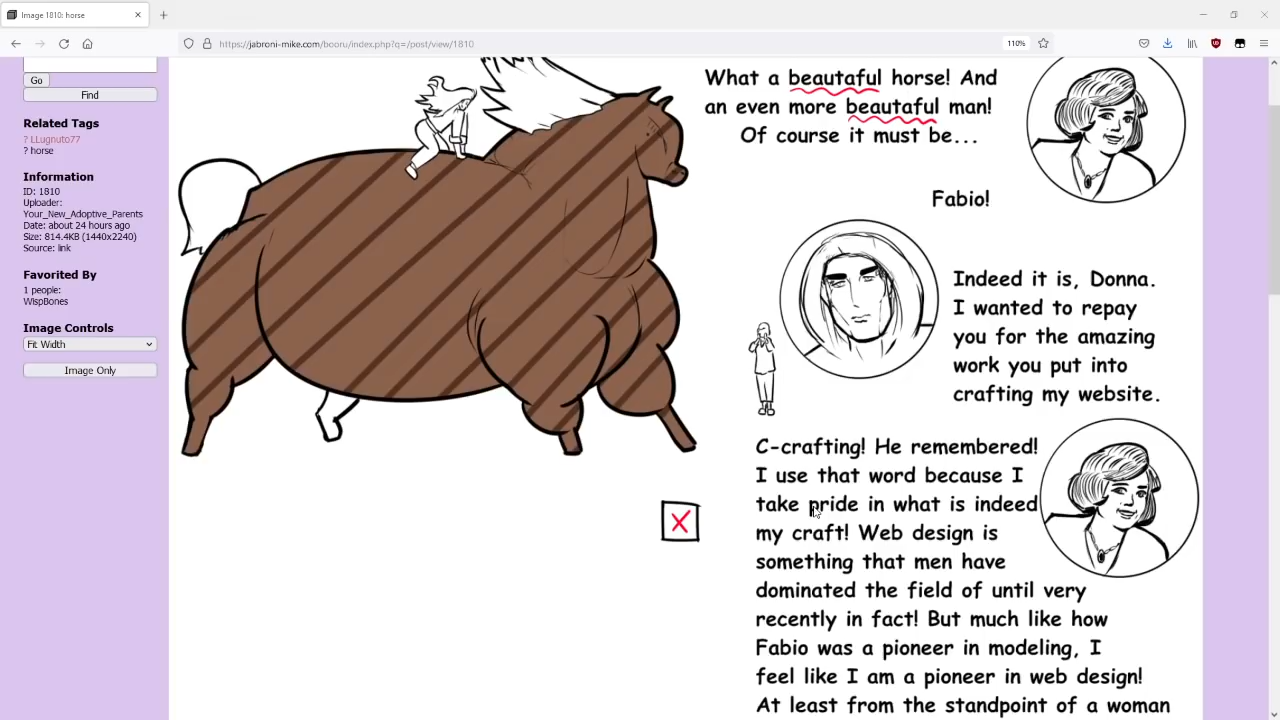 Image 1810: horse
https://jabroni-mike.com/booru/index.php?q=/post/view/1810
110%
Go
Find
Related Tags
? LLugnuto77
? horse
Information
ID: 1810
Uploader:
Your_New_Adoptive_Parents
Date: about 24 hours ago
Size: 814.4KB (1440x2240)
Source: link
Favorited By
1 people:
WispBones
Image Controls
Fit Width
Image Only
What a beautaful horse! And
an even more beautaful man!
Of course it must be...
Fabio!
Indeed it is, Donna.
I wanted to repay
you for the amazing
work you put into
crafting my website.
C-crafting! He remembered!
I use that word because I
take pride in what is indeed
my craft! Web design is
something that men have
dominated the field of until very
recently in fact! But much like how
Fabio was a pioneer in modeling, I
feel like I am a pioneer in web design!
At least from the standpoint of a woman